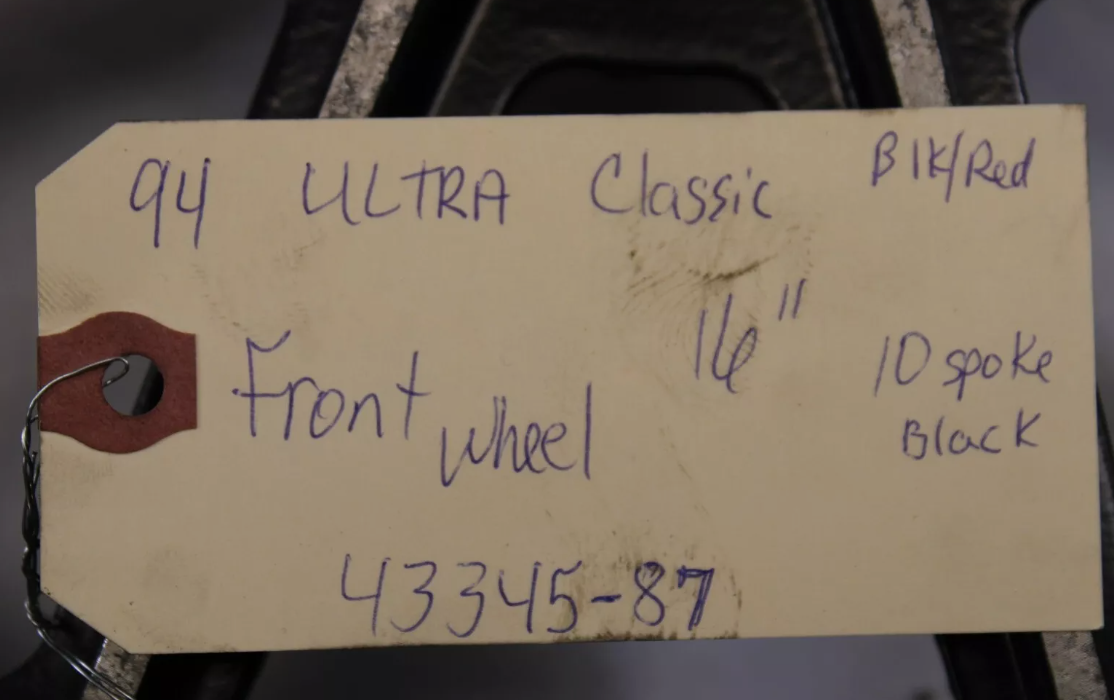 94 ULTRA Classic Blk/Red
Front wheel 16" 10 spoke
Black
43345-87